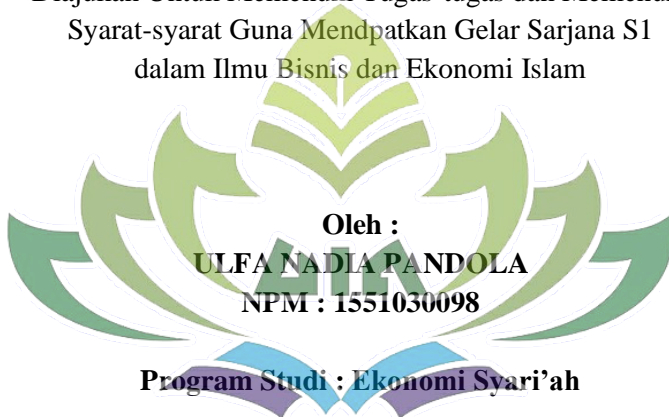 Syarat-syarat Guna Mendpatkan Gelar Sarjana S1
dalam Ilmu Bisnis dan Ekonomi Islam
Oleh :
ULFA NADIA PANDOLA
NPM : 1551030098
Program Studi : Ekonomi Syari’ah